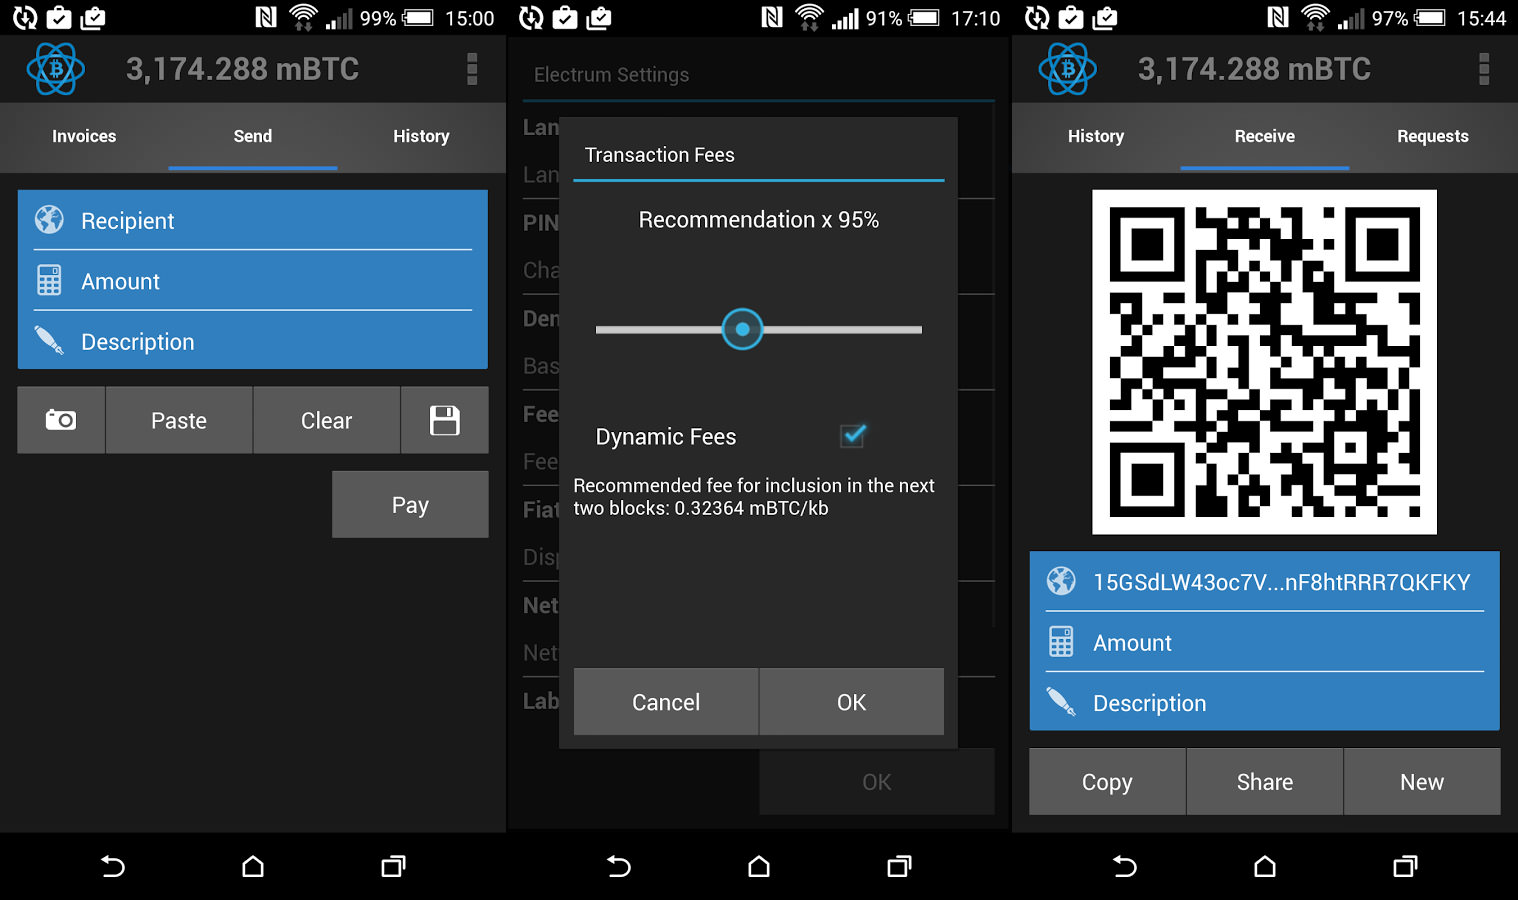 99% 15:00
3,174.288 mBTC
Invoices Send History
Recipient
Amount
Description
Paste Clear
Pay
91% 17:10
Electrum Settings
Lan
Lan
PIN
Cha
Den
Bas
Fee
Fee
Fiat
Disp
Net
Net
Lab
Transaction Fees
Recommendation x 95%
Dynamic Fees
Recommended fee for inclusion in the next
two blocks: 0.32364 mBTC/kb
Cancel OK
OK
97% 15:44
3,174.288 mBTC
History Receive Requests
15GSdLW43oc7V...nF8htRRR7QKFKY
Amount
Description
Copy Share New